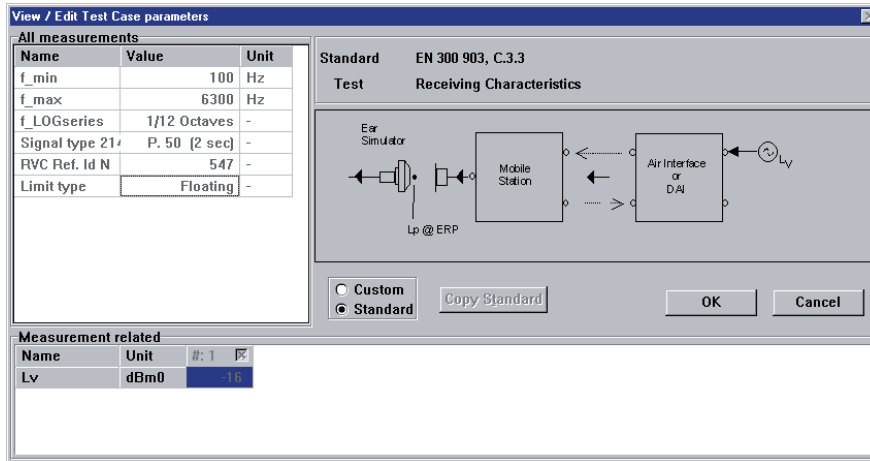 View / Edit Test Case parameters
All measurements
Name Value Unit
f_min 100 Hz
f_max 6300 Hz
f_LOGseries 1/12 Octaves -
Signal type 214 P. 50 (2 sec) -
RVC Ref. Id N 547 -
Limit type Floating -
Standard EN 300 903, C.3.3
Test Receiving Characteristics
Ear
Simulator
Mobile
Station
Air Interface
or
DAI
Lv
Lp @ ERP
Custom
Standard
Copy Standard
OK
Cancel
Measurement related
Name Unit #: 1
Lv dBm0 -16